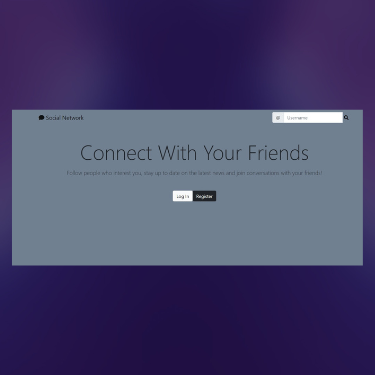 Social Network
@ Username
Connect With Your Friends
Follow people who interest you, stay up to date on the latest news and join conversations with your friends!
Log In Register